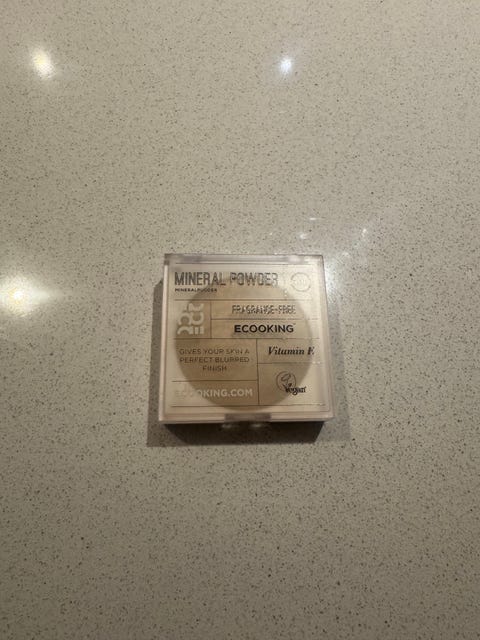 MINERAL POWDER
MINERALPUDDER
FRAGRANCE-FREE
ECOOKING
Vitamin E
GIVES YOUR SKIN A
PERFECT BLURRED
FINISH
ECOOKING.COM
Vegan